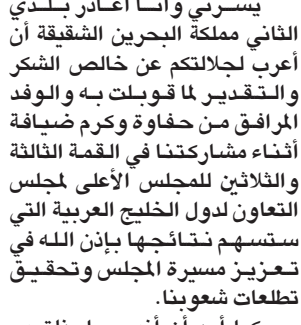 يسرني وأنا أغادر بلدي
الثاني مملكة البحرين الشقيقة أن
أعرب لجلالتكم عن خالص الشكر
والتقدير لما قوبلت به والوفد
المرافق من حفاوة وكرم ضيافة
أثناء مشاركتنا في القمة الثالثة
والثلاثين للمجلس الأعلى لمجلس
التعاون لدول الخليج العربية التي
ستسهم نتائجها بإذن الله في
تعزيز مسيرة المجلس وتحقيق
تطلعات شعوبنا.